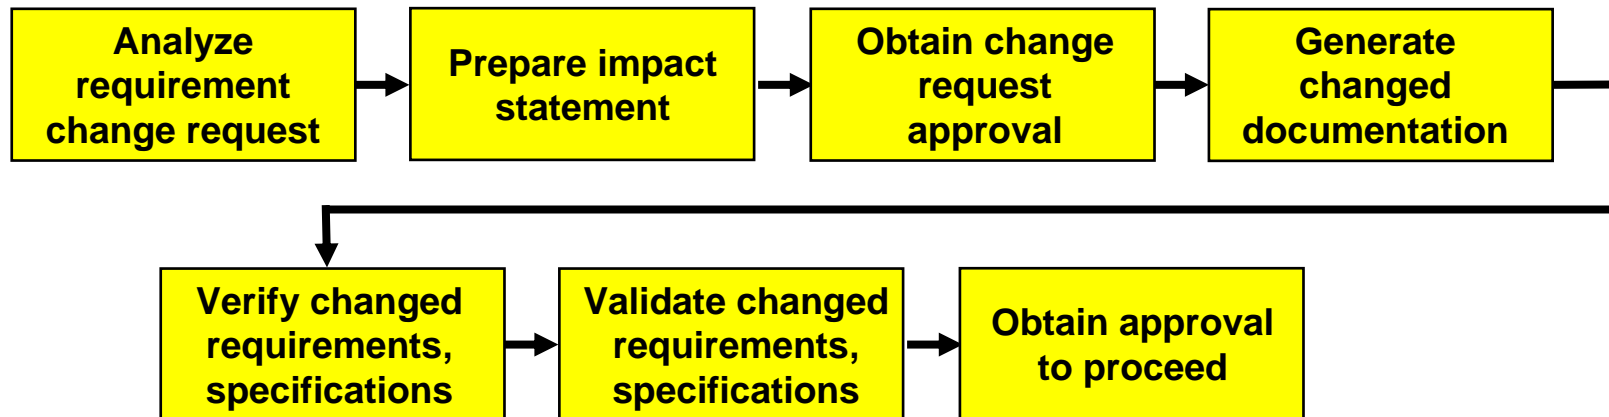 Analyze
requirement
change request
Prepare impact
statement
Obtain change
request
approval
Generate
changed
documentation
Verify changed
requirements,
specifications
Validate changed
requirements,
specifications
Obtain approval
to proceed